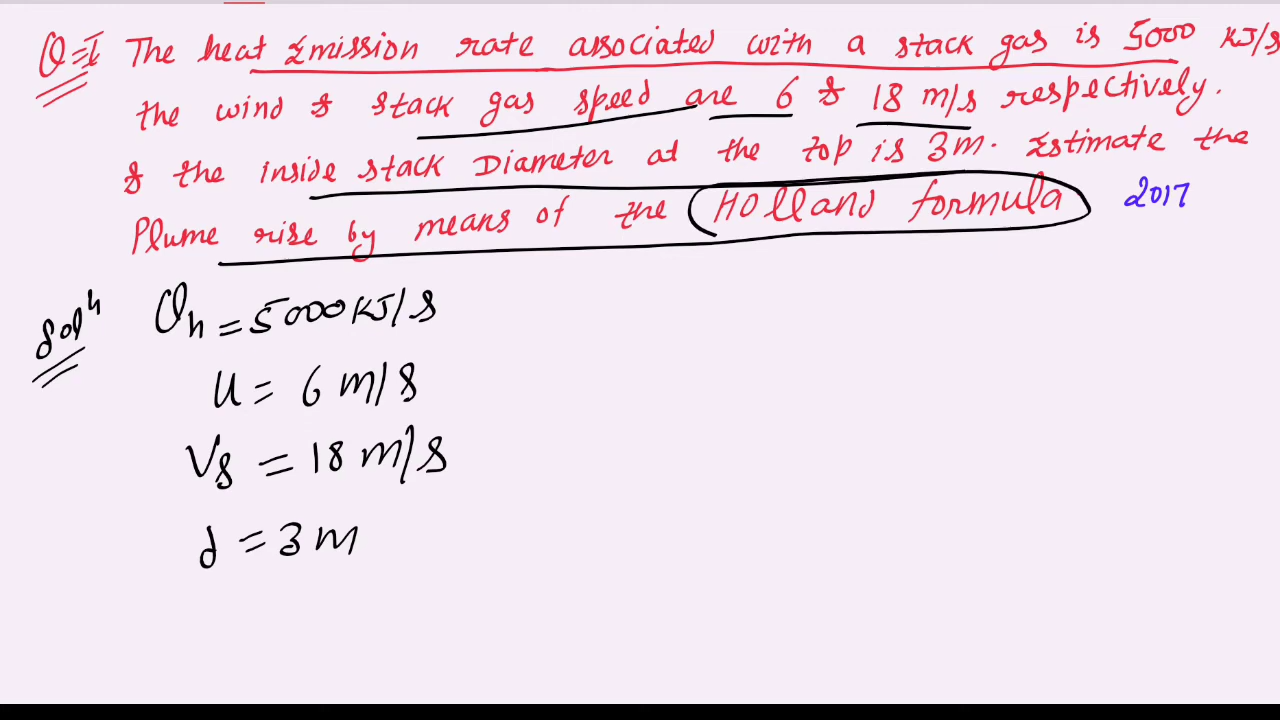 Q=1 The heat Emission rate associated with a stack gas is 5000 KJ/s
the wind & stack gas speed are 6 & 18 m/s respectively.
& the inside stack Diameter at the top is 3m. Estimate the
Plume rise by means of the Holland formula 2017
Solⁿ Qh = 5000 KJ/s
u = 6 m/s
Vs = 18 m/s
d = 3 m